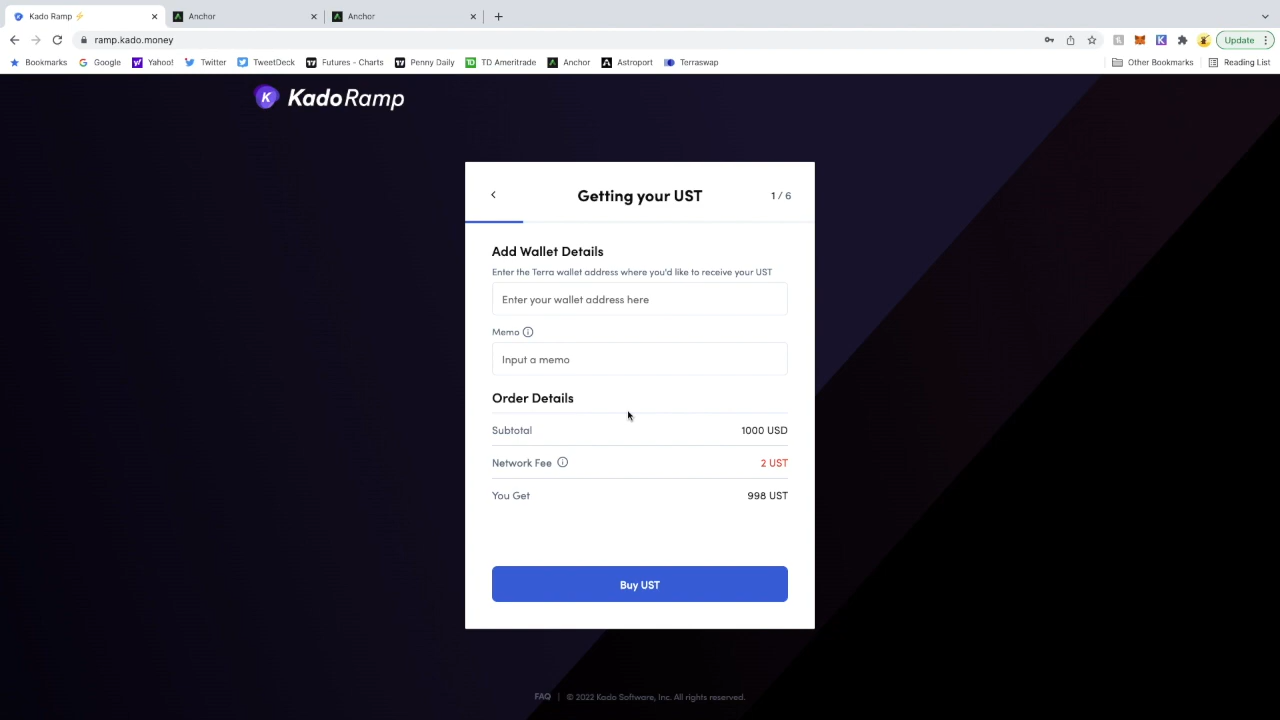 Kado Ramp ⚡
Anchor
Anchor
ramp.kado.money
Update
Bookmarks
Google
Yahoo!
Twitter
TweetDeck
Futures - Charts
Penny Daily
TD Ameritrade
Anchor
Astroport
Terraswap
Other Bookmarks
Reading List
K KadoRamp
Getting your UST
1 / 6
Add Wallet Details
Enter the Terra wallet address where you'd like to receive your UST
Enter your wallet address here
Memo
Input a memo
Order Details
Subtotal 1000 USD
Network Fee 2 UST
You Get 998 UST
Buy UST
FAQ | © 2022 Kado Software, Inc. All rights reserved.